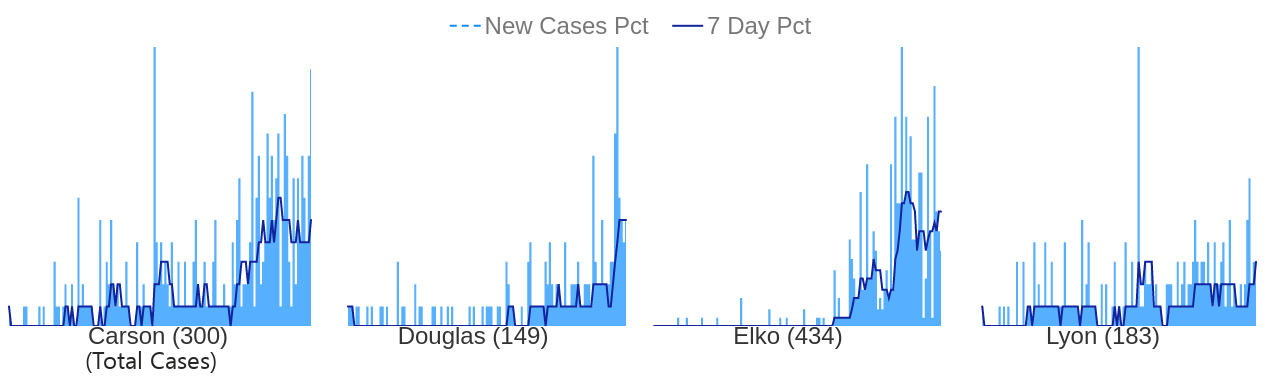 New Cases Pct 7 Day Pct
Carson (300) Douglas (149) Elko (434) Lyon (183)
(Total Cases)